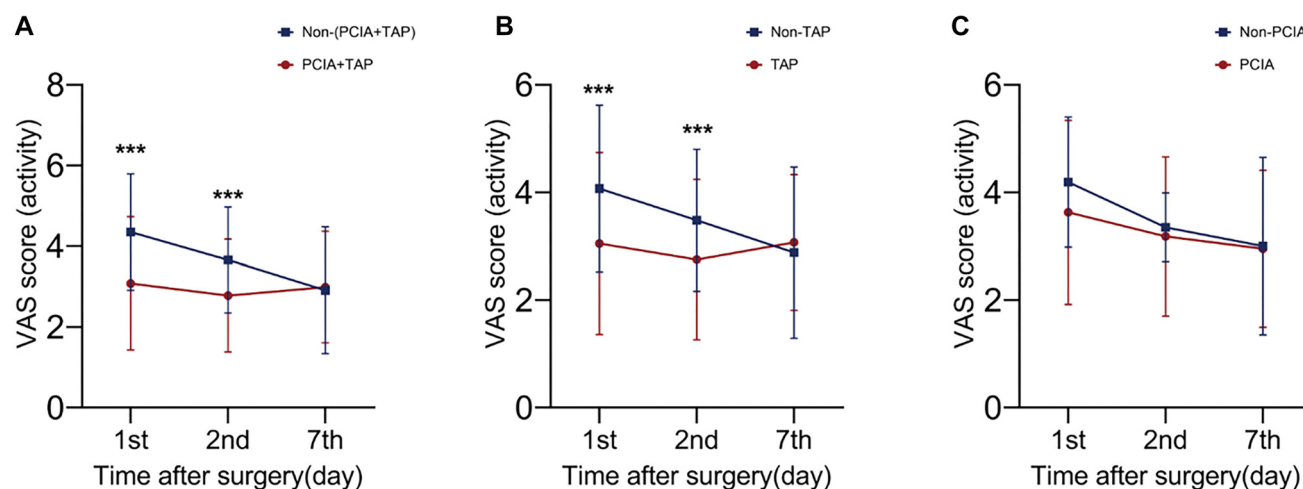 A
Non-(PCIA+TAP)
PCIA+TAP
VAS score (activity)
8
6
4
2
0
***
***
1st 2nd 7th
Time after surgery(day)
B
Non-TAP
TAP
VAS score (activity)
6
4
2
0
***
***
1st 2nd 7th
Time after surgery(day)
C
Non-PCIA
PCIA
VAS score (activity)
6
4
2
0
1st 2nd 7th
Time after surgery(day)